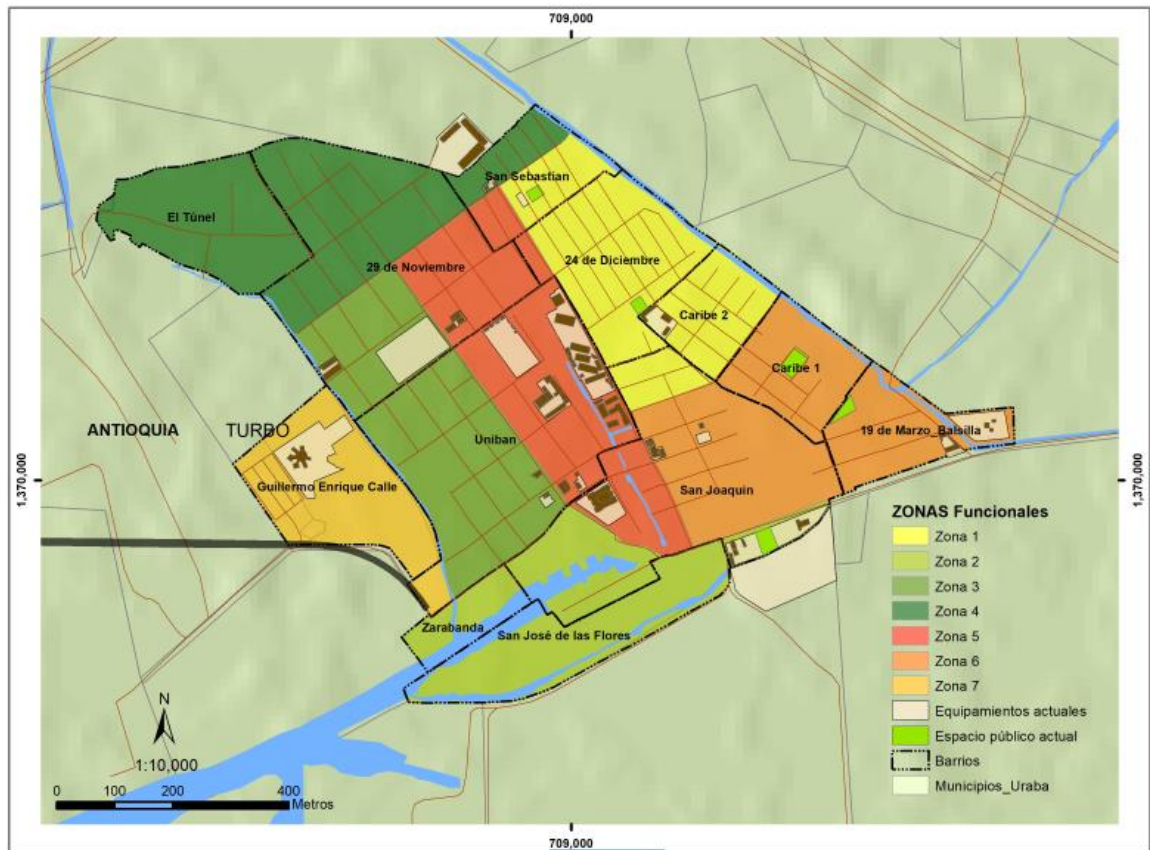 709,000
San Sebastian
El Túnel
29 de Noviembre
24 de Diciembre
Caribe 2
Caribe 1
ANTIOQUIA
TURBO
Uniban
19 de Marzo_Balsilla
1,370,000
Guillermo Enrique Calle
San Joaquin
1,370,000
ZONAS Funcionales
Zona 1
Zona 2
Zona 3
Zona 4
Zona 5
Zona 6
Zona 7
Equipamientos actuales
Espacio público actual
Barrios
Municipios_Uraba
Zarabanda
San José de las Flores
N
1:10,000
0 100 200 400
Metros
709,000